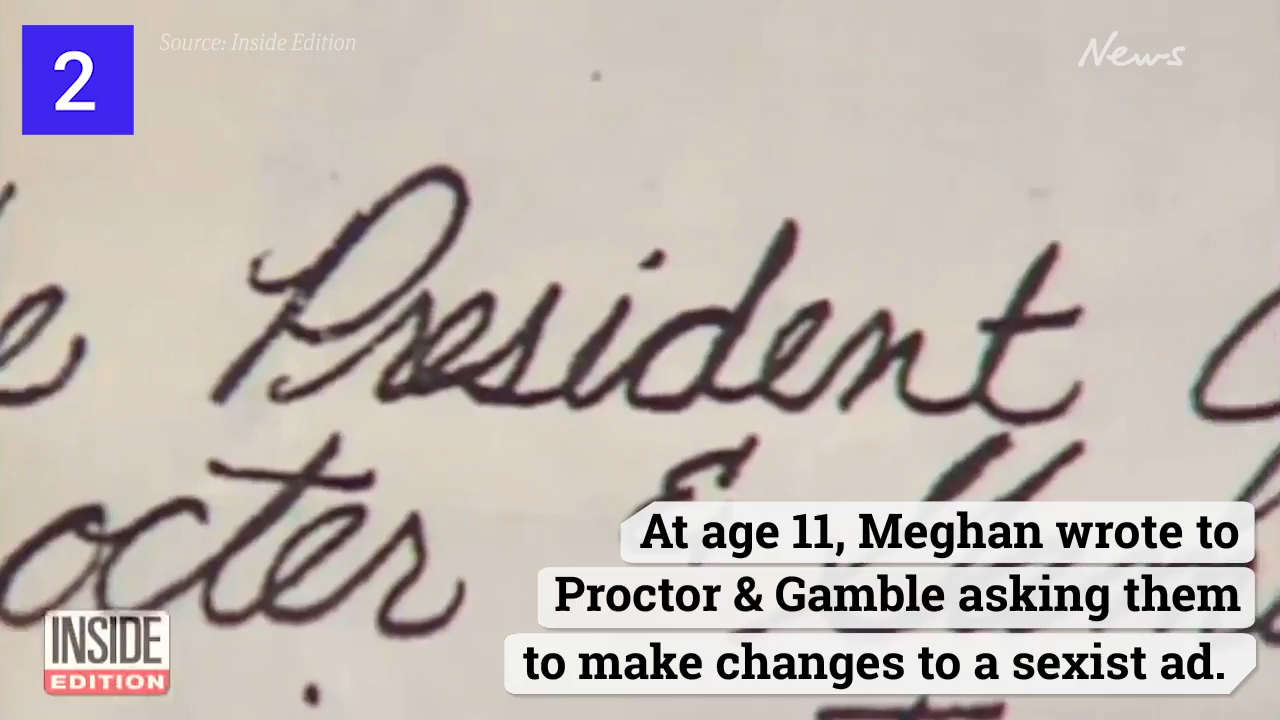 2
Source: Inside Edition
News
President
octer &
At age 11, Meghan wrote to
Proctor & Gamble asking them
to make changes to a sexist ad.
INSIDE
EDITION